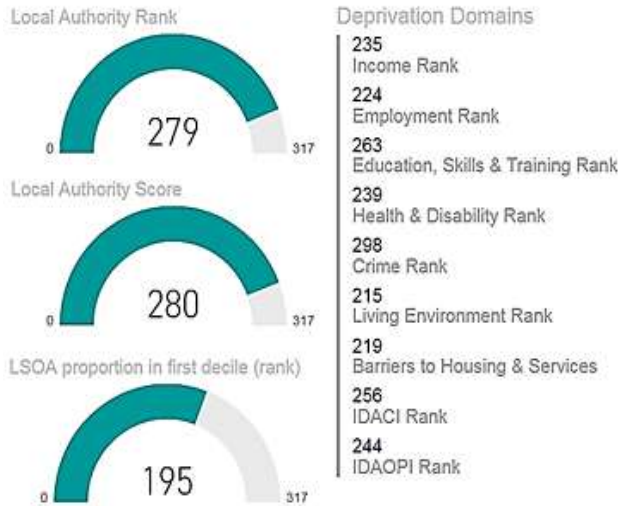 Local Authority Rank
279
0
317
Local Authority Score
280
0
317
LSOA proportion in first decile (rank)
195
0
317
Deprivation Domains
235
Income Rank
224
Employment Rank
263
Education, Skills & Training Rank
239
Health & Disability Rank
298
Crime Rank
215
Living Environment Rank
219
Barriers to Housing & Services
256
IDACI Rank
244
IDAOPI Rank